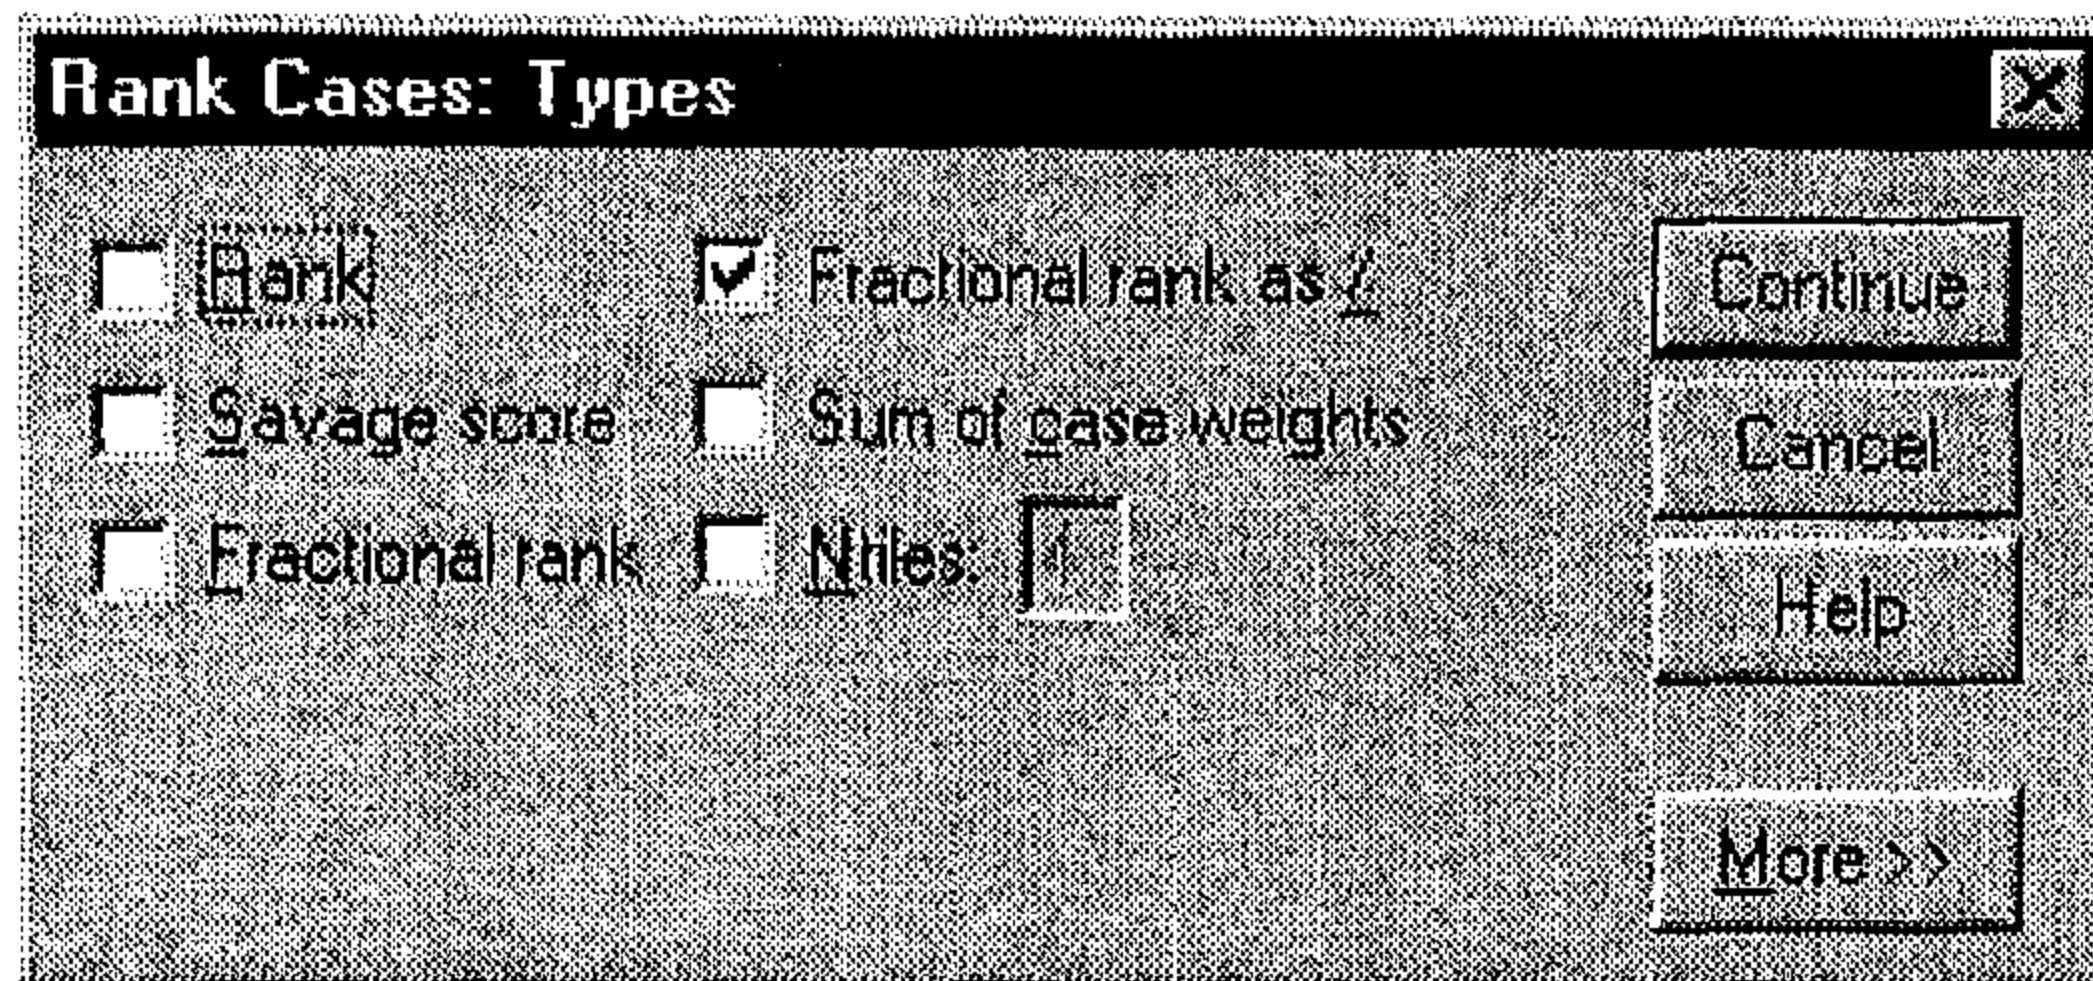 Rank Cases: Types
Rank
Fractional rank as %
Continue
Savage score
Sum of case weights
Cancel
Fractional rank
Ntiles: 4
Help
More >>